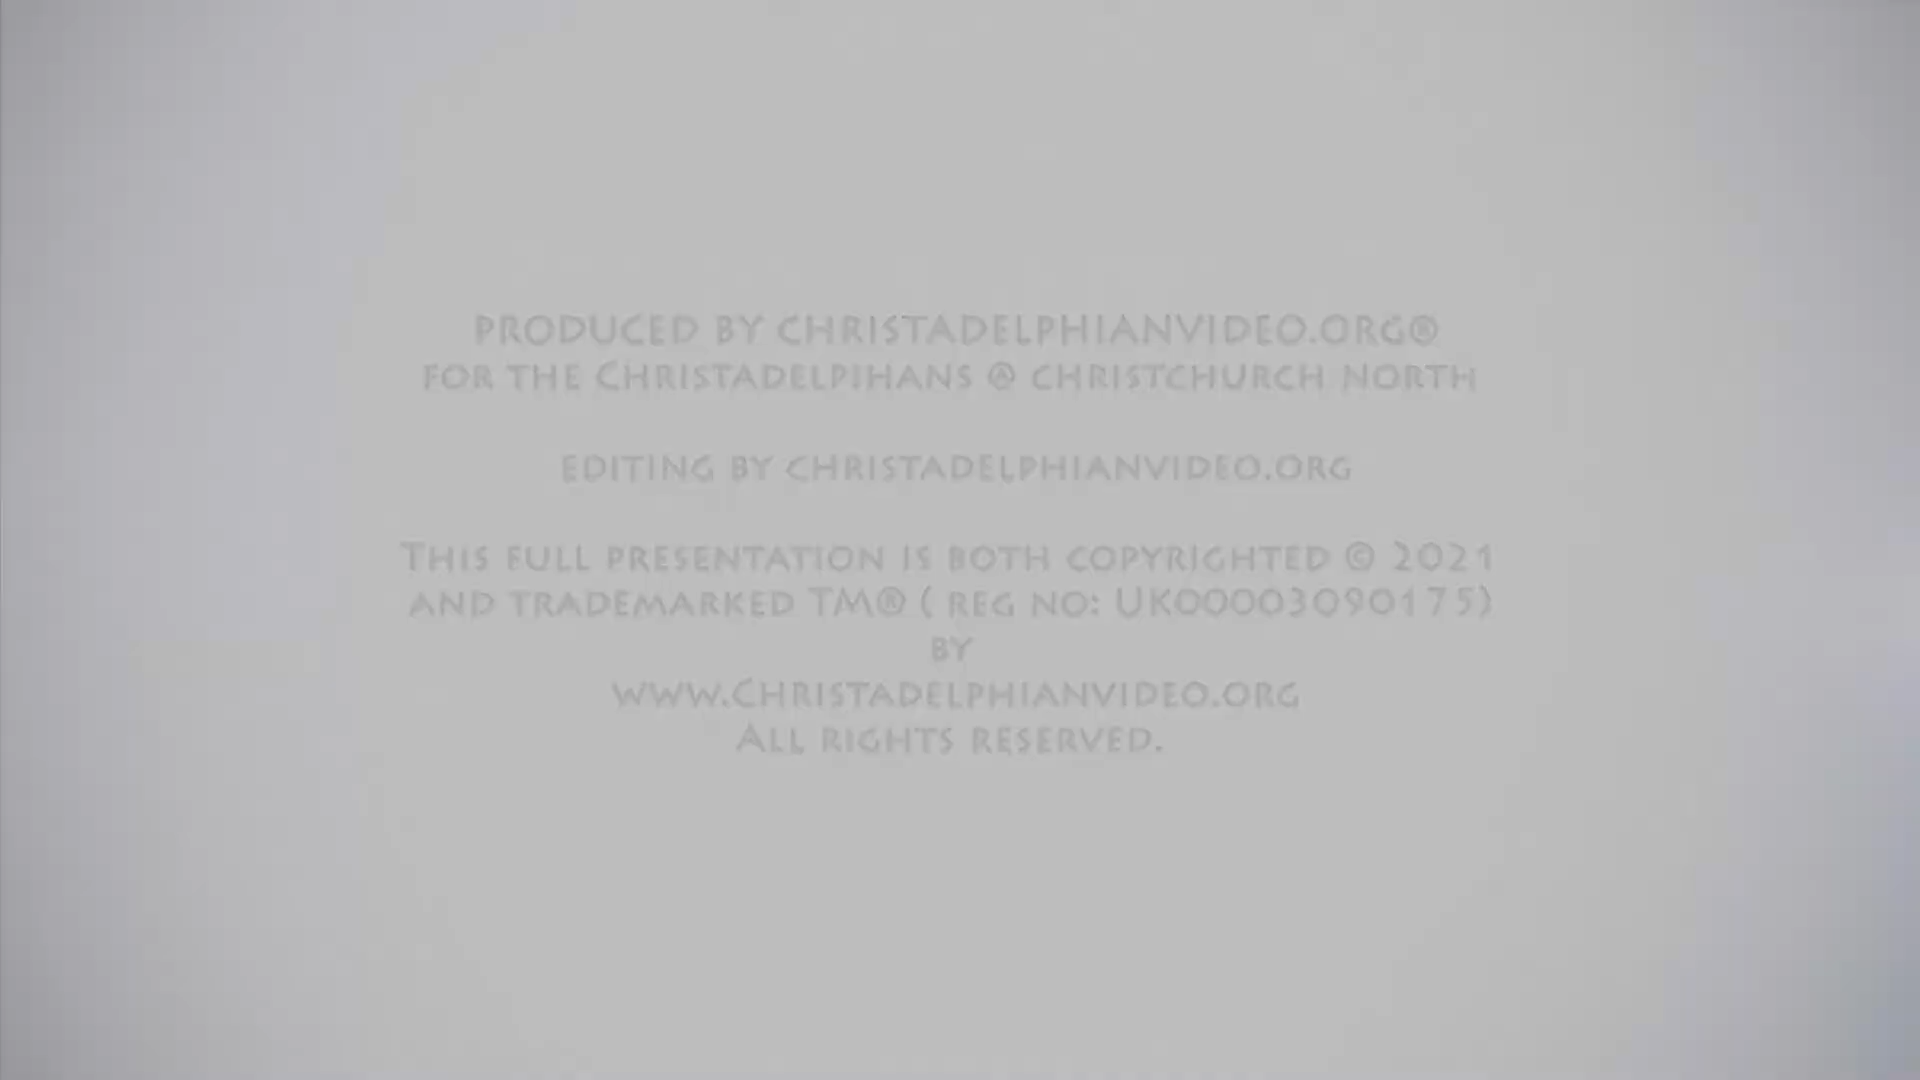 PRODUCED BY CHRISTADELPHIANVIDEO.ORG®
FOR THE CHRISTADELPIHANS @ CHRISTCHURCH NORTH
EDITING BY CHRISTADELPHIANVIDEO.ORG
THIS FULL PRESENTATION IS BOTH COPYRIGHTED © 2021
AND TRADEMARKED TM® ( REG NO: UK00003090175)
BY
WWW.CHRISTADELPHIANVIDEO.ORG
ALL RIGHTS RESERVED.